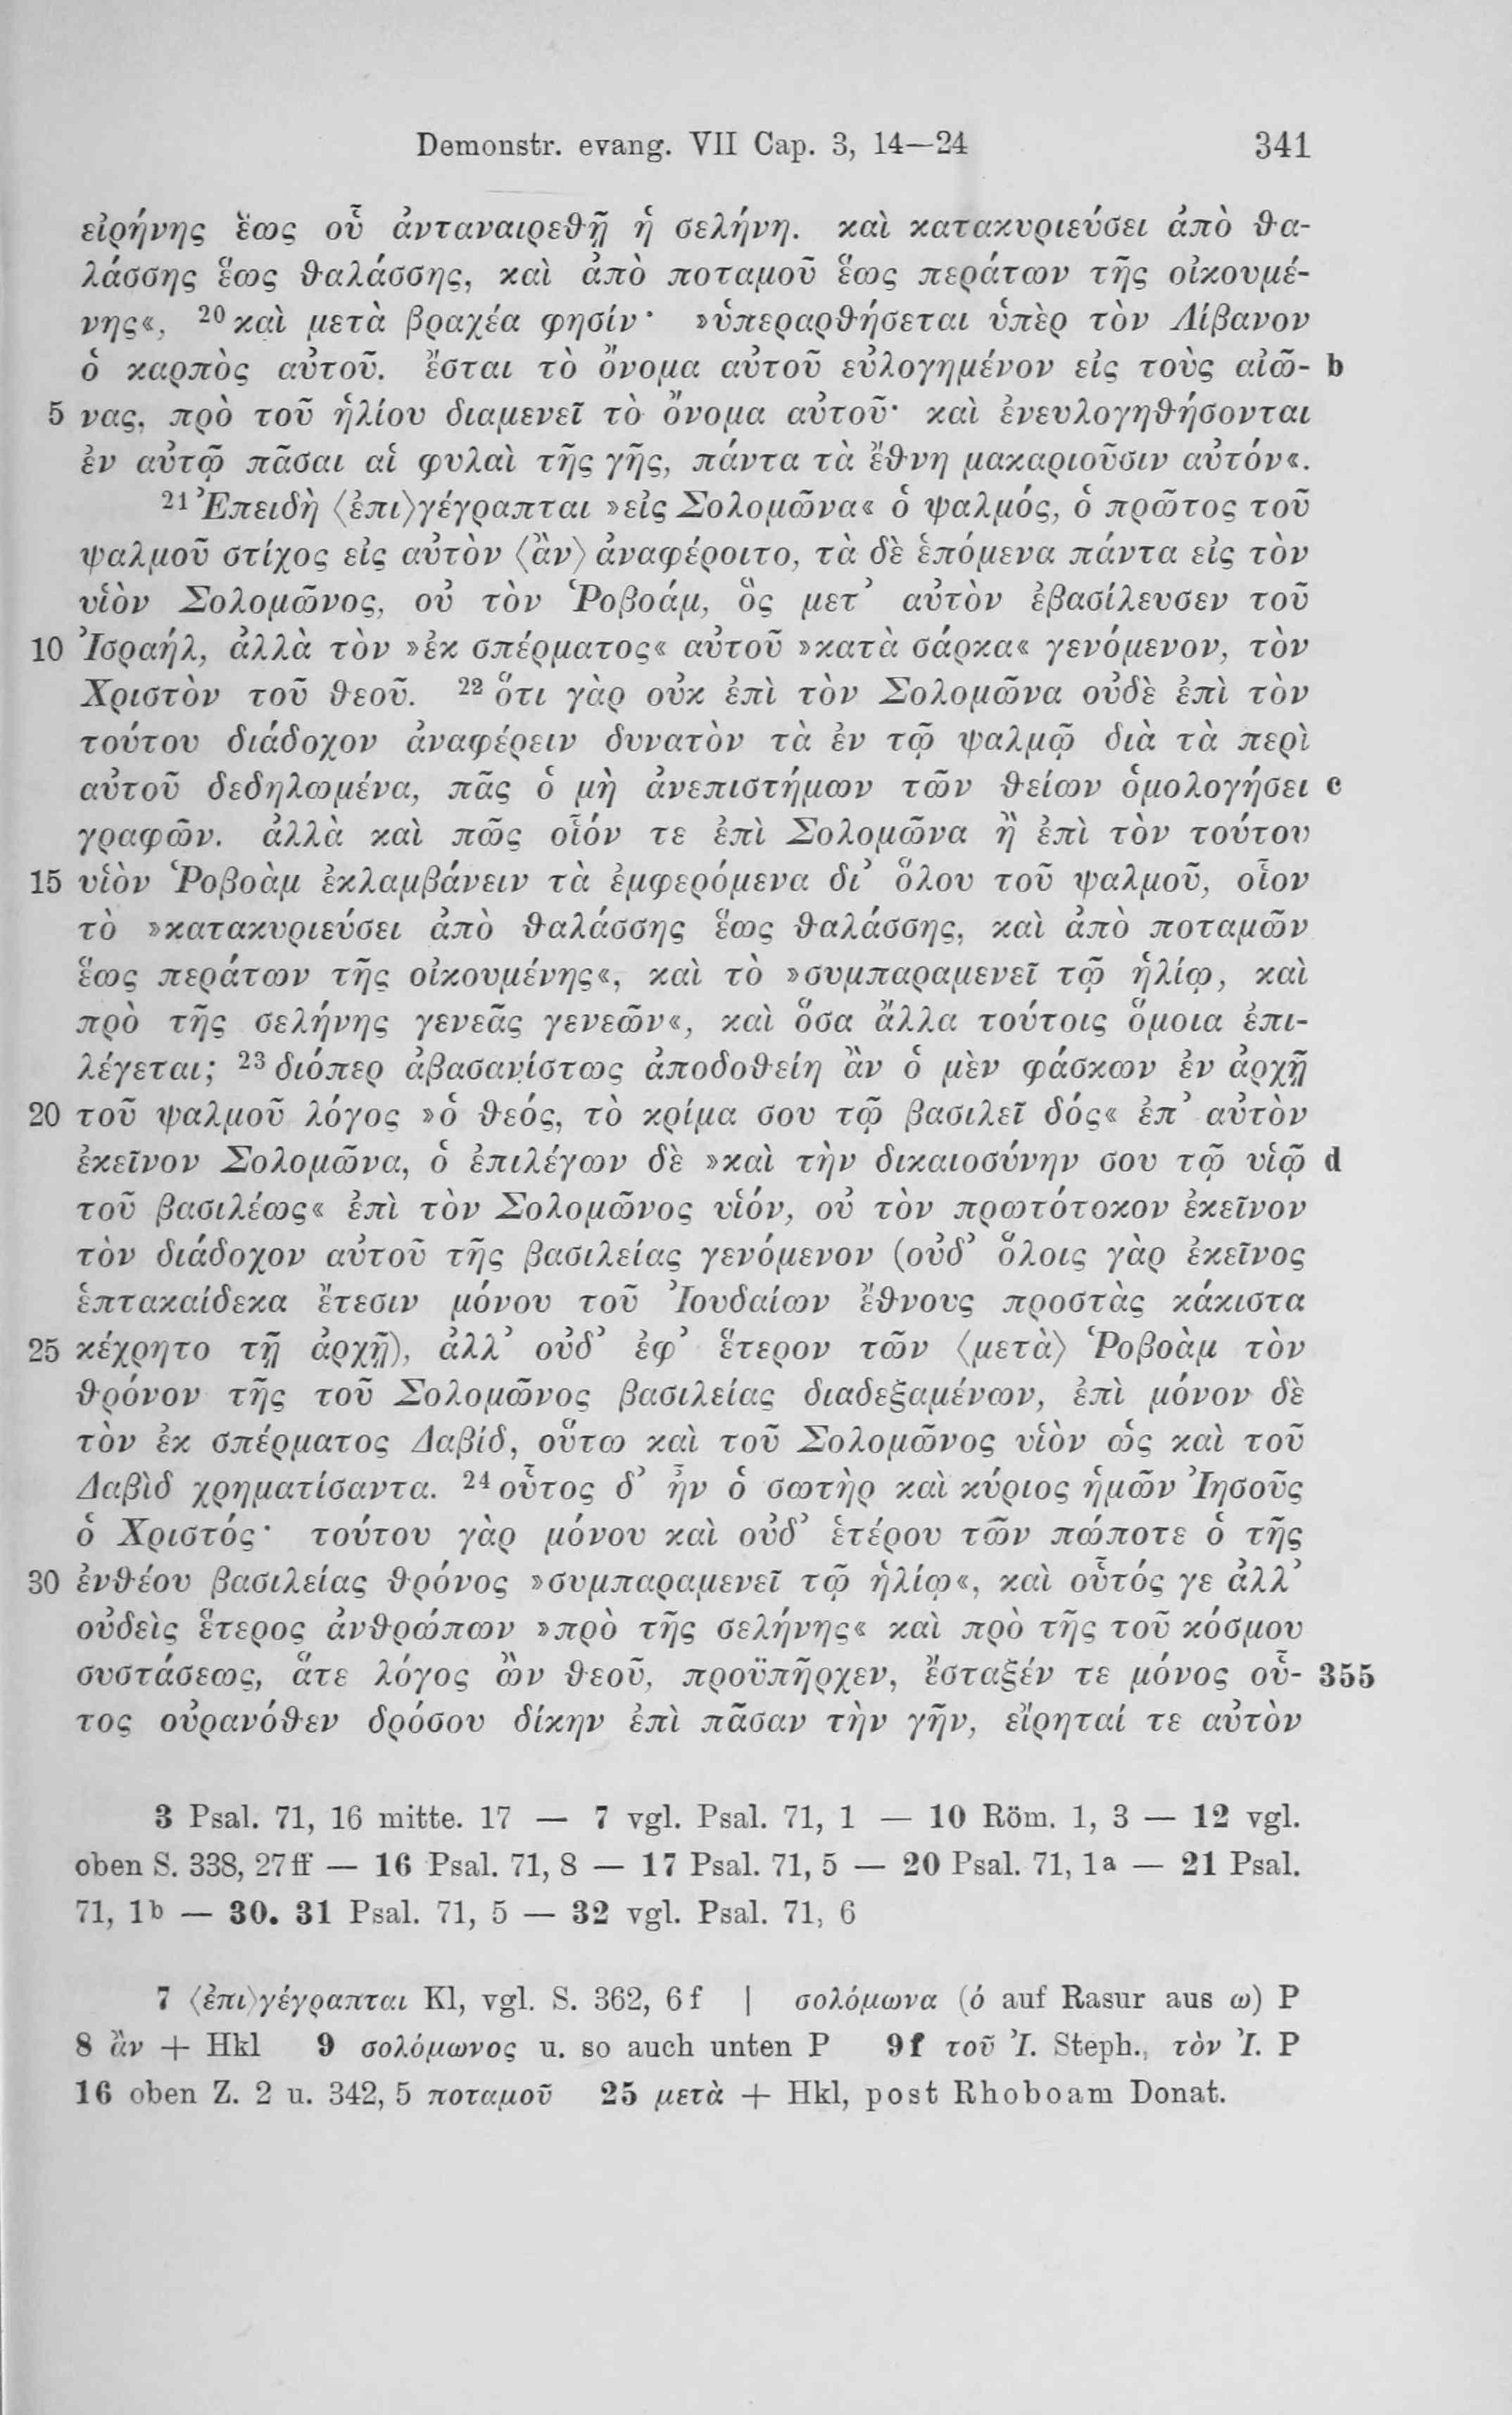 Demonstr. evang. VII Cap. 3, 14—24 341
εἰρήνης ἕως οὗ ἀνταναιρεθῇ ἡ σελήνη. καὶ κατακυριεύσει ἀπὸ θα-
λάσσης ἕως θαλάσσης, καὶ ἀπὸ ποταμοῦ ἕως περάτων τῆς οἰκουμέ-
νης«, ²⁰ καὶ μετὰ βραχέα φησίν· »ὑπεραρθήσεται ὑπὲρ τὸν Λίβανον
ὁ καρπὸς αὐτοῦ. ἔσται τὸ ὄνομα αὐτοῦ εὐλογημένον εἰς τοὺς αἰῶ- b
5 νας, πρὸ τοῦ ἡλίου διαμενεῖ τὸ ὄνομα αὐτοῦ· καὶ ἐνευλογηθήσονται
ἐν αὐτῷ πᾶσαι αἱ φυλαὶ τῆς γῆς, πάντα τὰ ἔθνη μακαριοῦσιν αὐτόν«.
²¹ Ἐπειδὴ ⟨ἐπι⟩γέγραπται »εἰς Σολομῶνα« ὁ ψαλμός, ὁ πρῶτος τοῦ
ψαλμοῦ στίχος εἰς αὐτὸν ⟨ἂν⟩ ἀναφέροιτο, τὰ δὲ ἑπόμενα πάντα εἰς τὸν
υἱὸν Σολομῶνος, οὐ τὸν Ῥοβοάμ, ὃς μετ’ αὐτὸν ἐβασίλευσεν τοῦ
10 Ἰσραήλ, ἀλλὰ τὸν »ἐκ σπέρματος« αὐτοῦ »κατὰ σάρκα« γενόμενον, τὸν
Χριστὸν τοῦ θεοῦ. ²² ὅτι γὰρ οὐκ ἐπὶ τὸν Σολομῶνα οὐδὲ ἐπὶ τὸν
τούτου διάδοχον ἀναφέρειν δυνατὸν τὰ ἐν τῷ ψαλμῷ διὰ τὰ περὶ
αὐτοῦ δεδηλωμένα, πᾶς ὁ μὴ ἀνεπιστήμων τῶν θείων ὁμολογήσει c
γραφῶν. ἀλλὰ καὶ πῶς οἷόν τε ἐπὶ Σολομῶνα ἢ ἐπὶ τὸν τούτου
15 υἱὸν Ῥοβοὰμ ἐκλαμβάνειν τὰ ἐμφερόμενα δι’ ὅλου τοῦ ψαλμοῦ, οἷον
τὸ »κατακυριεύσει ἀπὸ θαλάσσης ἕως θαλάσσης, καὶ ἀπὸ ποταμῶν
ἕως περάτων τῆς οἰκουμένης«, καὶ τὸ »συμπαραμενεῖ τῷ ἡλίῳ, καὶ
πρὸ τῆς σελήνης γενεᾶς γενεῶν«, καὶ ὅσα ἄλλα τούτοις ὅμοια ἐπι-
λέγεται; ²³ διόπερ ἀβασανίστως ἀποδοθείη ἂν ὁ μὲν φάσκων ἐν ἀρχῇ
20 τοῦ ψαλμοῦ λόγος »ὁ θεός, τὸ κρίμα σου τῷ βασιλεῖ δός« ἐπ’ αὐτὸν
ἐκεῖνον Σολομῶνα, ὁ ἐπιλέγων δὲ »καὶ τὴν δικαιοσύνην σου τῷ υἱῷ d
τοῦ βασιλέως« ἐπὶ τὸν Σολομῶνος υἱόν, οὐ τὸν πρωτότοκον ἐκεῖνον
τὸν διάδοχον αὐτοῦ τῆς βασιλείας γενόμενον (οὐδ’ ὅλοις γὰρ ἐκεῖνος
ἑπτακαίδεκα ἔτεσιν μόνου τοῦ Ἰουδαίων ἔθνους προστὰς κάκιστα
25 κέχρητο τῇ ἀρχῇ), ἀλλ’ οὐδ’ ἐφ’ ἕτερον τῶν ⟨μετὰ⟩ Ῥοβοὰμ τὸν
θρόνον τῆς τοῦ Σολομῶνος βασιλείας διαδεξαμένων, ἐπὶ μόνον δὲ
τὸν ἐκ σπέρματος Δαβίδ, οὕτω καὶ τοῦ Σολομῶνος υἱὸν ὡς καὶ τοῦ
Δαβὶδ χρηματίσαντα. ²⁴ οὗτος δ’ ἦν ὁ σωτὴρ καὶ κύριος ἡμῶν Ἰησοῦς
ὁ Χριστός· τούτου γὰρ μόνου καὶ οὐδ’ ἑτέρου τῶν πώποτε ὁ τῆς
30 ἐνθέου βασιλείας θρόνος »συμπαραμενεῖ τῷ ἡλίῳ«, καὶ οὗτός γε ἀλλ’
οὐδεὶς ἕτερος ἀνθρώπων »πρὸ τῆς σελήνης« καὶ πρὸ τῆς τοῦ κόσμου
συστάσεως, ἅτε λόγος ὢν θεοῦ, προϋπῆρχεν, ἔσταξέν τε μόνος οὗ- 355
τος οὐρανόθεν δρόσου δίκην ἐπὶ πᾶσαν τὴν γῆν, εἴρηταί τε αὐτὸν
3 Psal. 71, 16 mitte. 17 — 7 vgl. Psal. 71, 1 — 10 Röm. 1, 3 — 12 vgl.
oben S. 338, 27ff — 16 Psal. 71, 8 — 17 Psal. 71, 5 — 20 Psal. 71, 1ᵃ — 21 Psal.
71, 1ᵇ — 30. 31 Psal. 71, 5 — 32 vgl. Psal. 71, 6
7 ⟨ἐπι⟩γέγραπται Kl, vgl. S. 362, 6f | σολόμωνα (ό auf Rasur aus ω) P
8 ἂν + Hkl 9 σολόμωνος u. so auch unten P 9f τοῦ Ἰ. Steph., τὸν Ἰ. P
16 oben Z. 2 u. 342, 5 ποταμοῦ 25 μετὰ + Hkl, post Rhoboam Donat.